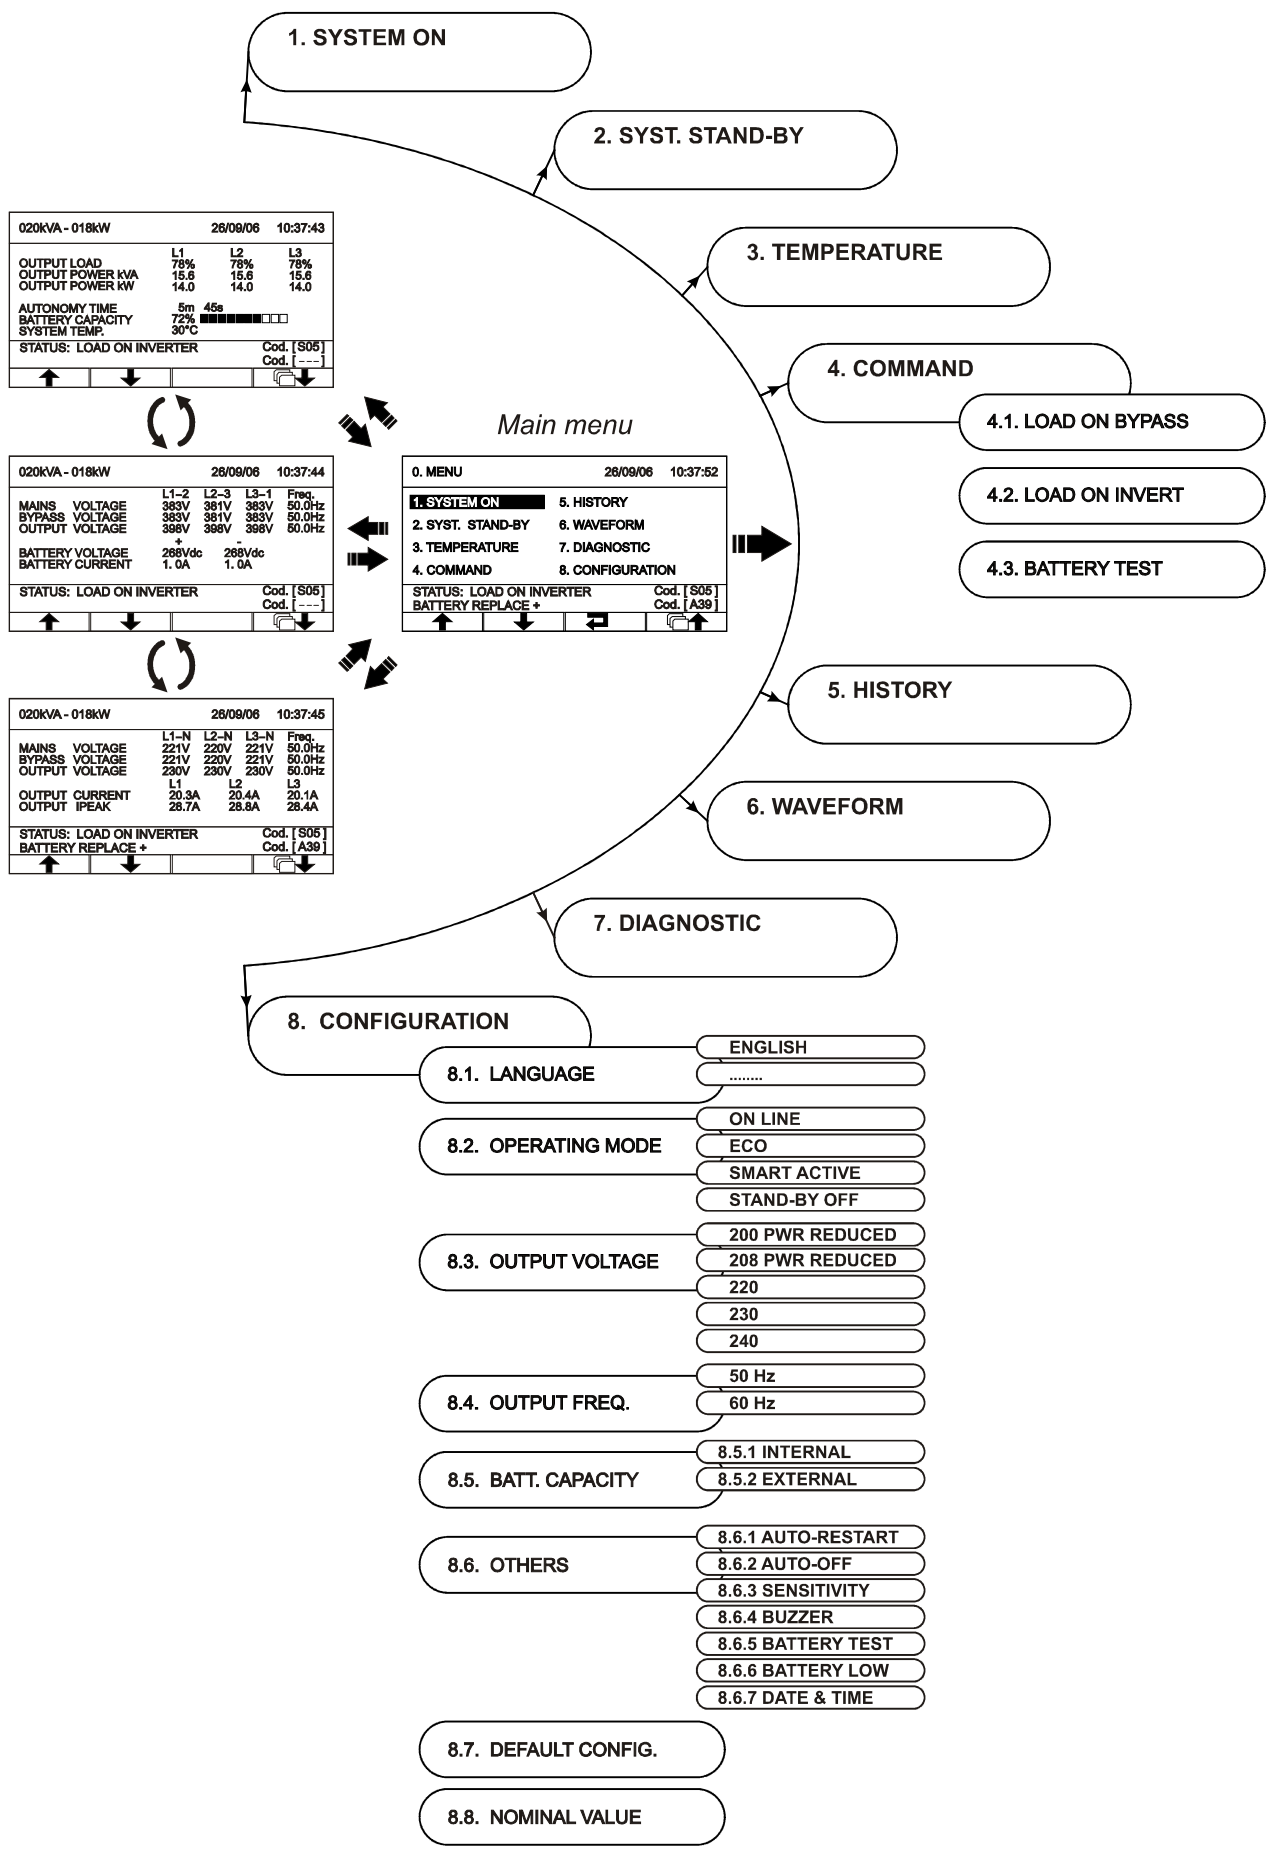 1. SYSTEM ON
2. SYST. STAND-BY
3. TEMPERATURE
4. COMMAND
4.1. LOAD ON BYPASS
4.2. LOAD ON INVERT
4.3. BATTERY TEST
5. HISTORY
6. WAVEFORM
7. DIAGNOSTIC
020kVA - 018kW 26/09/06 10:37:43
L1 L2 L3
OUTPUT LOAD 78% 78% 78%
OUTPUT POWER kVA 15.6 15.6 15.6
OUTPUT POWER kW 14.0 14.0 14.0
AUTONOMY TIME 5m 45s
BATTERY CAPACITY 72%
SYSTEM TEMP. 30°C
STATUS: LOAD ON INVERTER Cod. [S05]
Cod. [---]
020kVA - 018kW 26/09/06 10:37:44
L1-2 L2-3 L3-1 Freq.
MAINS VOLTAGE 383V 381V 383V 50.0Hz
BYPASS VOLTAGE 383V 381V 383V 50.0Hz
OUTPUT VOLTAGE 398V 398V 398V 50.0Hz
+ -
BATTERY VOLTAGE 268Vdc 268Vdc
BATTERY CURRENT 1. 0A 1. 0A
STATUS: LOAD ON INVERTER Cod. [S05]
Cod. [---]
020kVA - 018kW 26/09/06 10:37:45
L1-N L2-N L3-N Freq.
MAINS VOLTAGE 221V 220V 221V 50.0Hz
BYPASS VOLTAGE 221V 220V 221V 50.0Hz
OUTPUT VOLTAGE 230V 230V 230V 50.0Hz
L1 L2 L3
OUTPUT CURRENT 20.3A 20.4A 20.1A
OUTPUT IPEAK 28.7A 28.8A 28.4A
STATUS: LOAD ON INVERTER Cod. [S05]
BATTERY REPLACE + Cod. [A39]
Main menu
0. MENU 26/09/06 10:37:52
1. SYSTEM ON 5. HISTORY
2. SYST. STAND-BY 6. WAVEFORM
3. TEMPERATURE 7. DIAGNOSTIC
4. COMMAND 8. CONFIGURATION
STATUS: LOAD ON INVERTER Cod. [S05]
BATTERY REPLACE + Cod. [A39]
8. CONFIGURATION
8.1. LANGUAGE
ENGLISH
........
8.2. OPERATING MODE
ON LINE
ECO
SMART ACTIVE
STAND-BY OFF
8.3. OUTPUT VOLTAGE
200 PWR REDUCED
208 PWR REDUCED
220
230
240
8.4. OUTPUT FREQ.
50 Hz
60 Hz
8.5. BATT. CAPACITY
8.5.1 INTERNAL
8.5.2 EXTERNAL
8.6. OTHERS
8.6.1 AUTO-RESTART
8.6.2 AUTO-OFF
8.6.3 SENSITIVITY
8.6.4 BUZZER
8.6.5 BATTERY TEST
8.6.6 BATTERY LOW
8.6.7 DATE & TIME
8.7. DEFAULT CONFIG.
8.8. NOMINAL VALUE